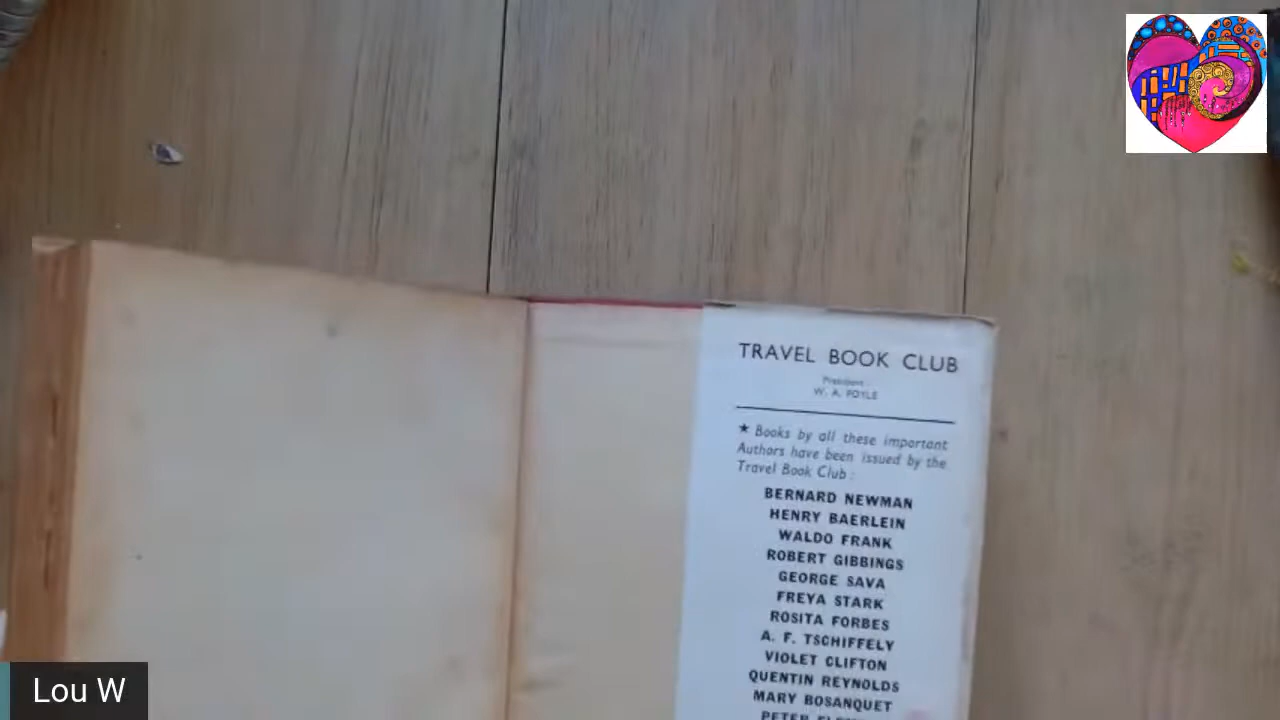 TRAVEL BOOK CLUB
President
W. A. FOYLE
★ Books by all these important
Authors have been issued by the
Travel Book Club :
BERNARD NEWMAN
HENRY BAERLEIN
WALDO FRANK
ROBERT GIBBINGS
GEORGE SAVA
FREYA STARK
ROSITA FORBES
A. F. TSCHIFFELY
VIOLET CLIFTON
QUENTIN REYNOLDS
MARY BOSANQUET
PETER
Lou W